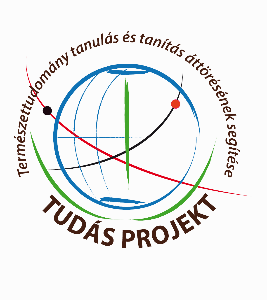 Természettudomány tanulás és tanítás áttörésének segítése
TUDÁS PROJEKT